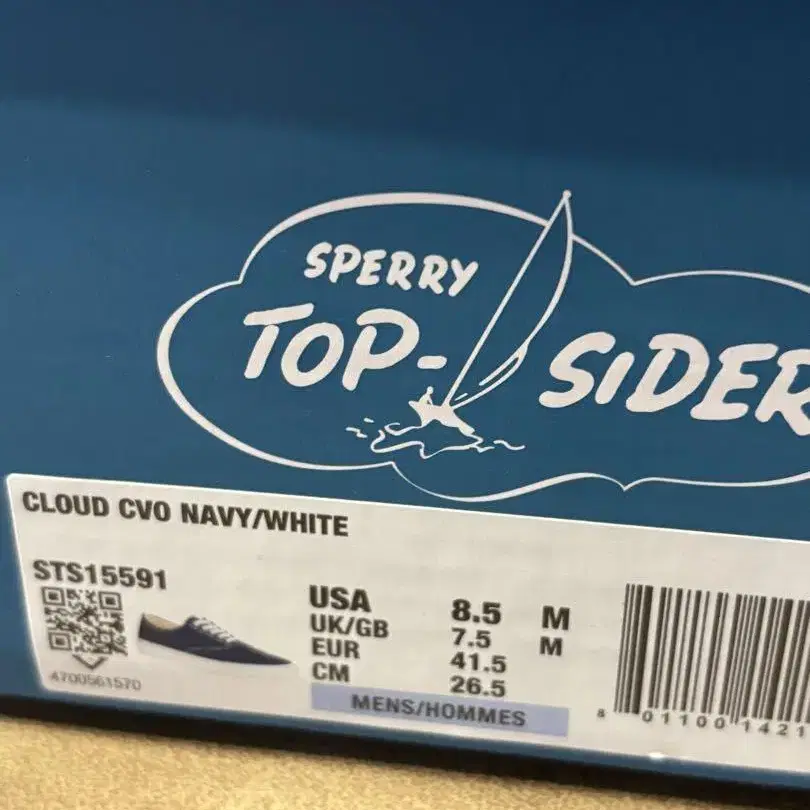 SPERRY
TOP-SIDER
CLOUD CVO NAVY/WHITE
STS15591
4700561570
USA 8.5 M
UK/GB 7.5 M
EUR 41.5
CM 26.5
MENS/HOMMES
8 01100 1421